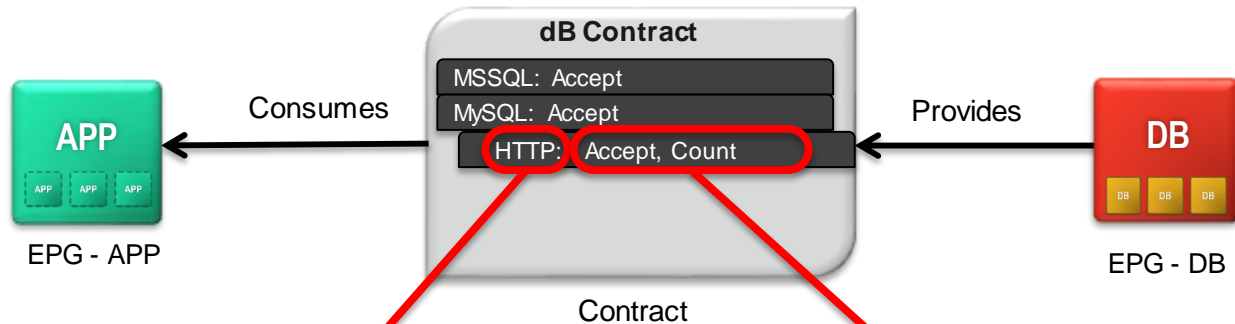 dB Contract
MSSQL: Accept
MySQL: Accept
HTTP: Accept, Count
Consumes
Provides
APP
APP APP APP
EPG - APP
DB
DB DB DB
EPG - DB
Contract